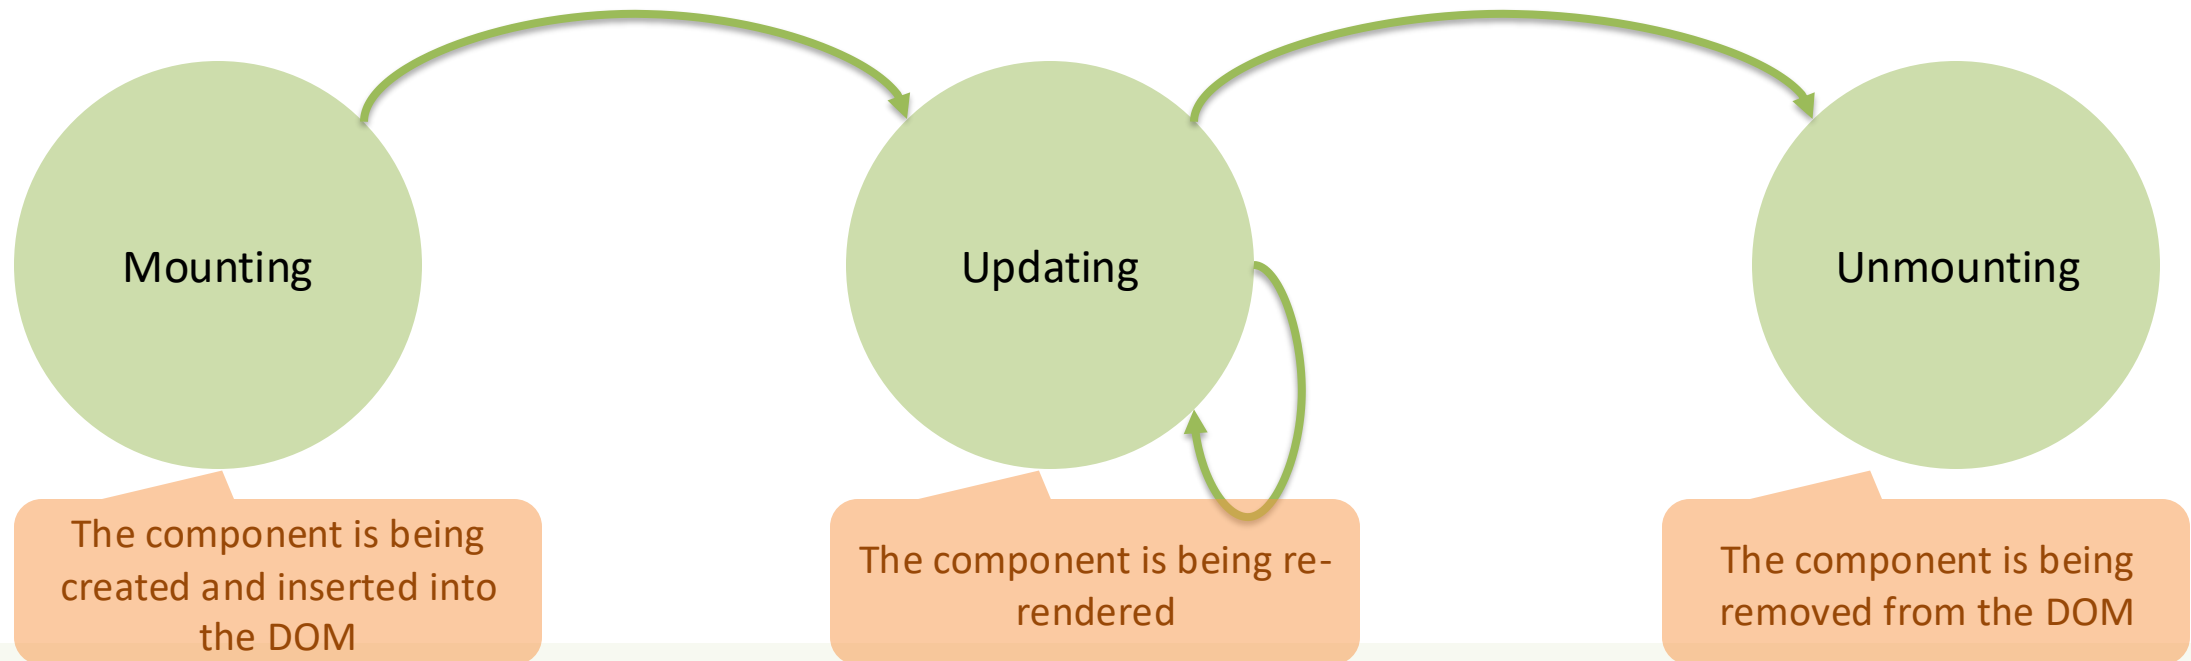 Mounting
Updating
Unmounting
The component is being
created and inserted into
the DOM
The component is being re-
rendered
The component is being
removed from the DOM